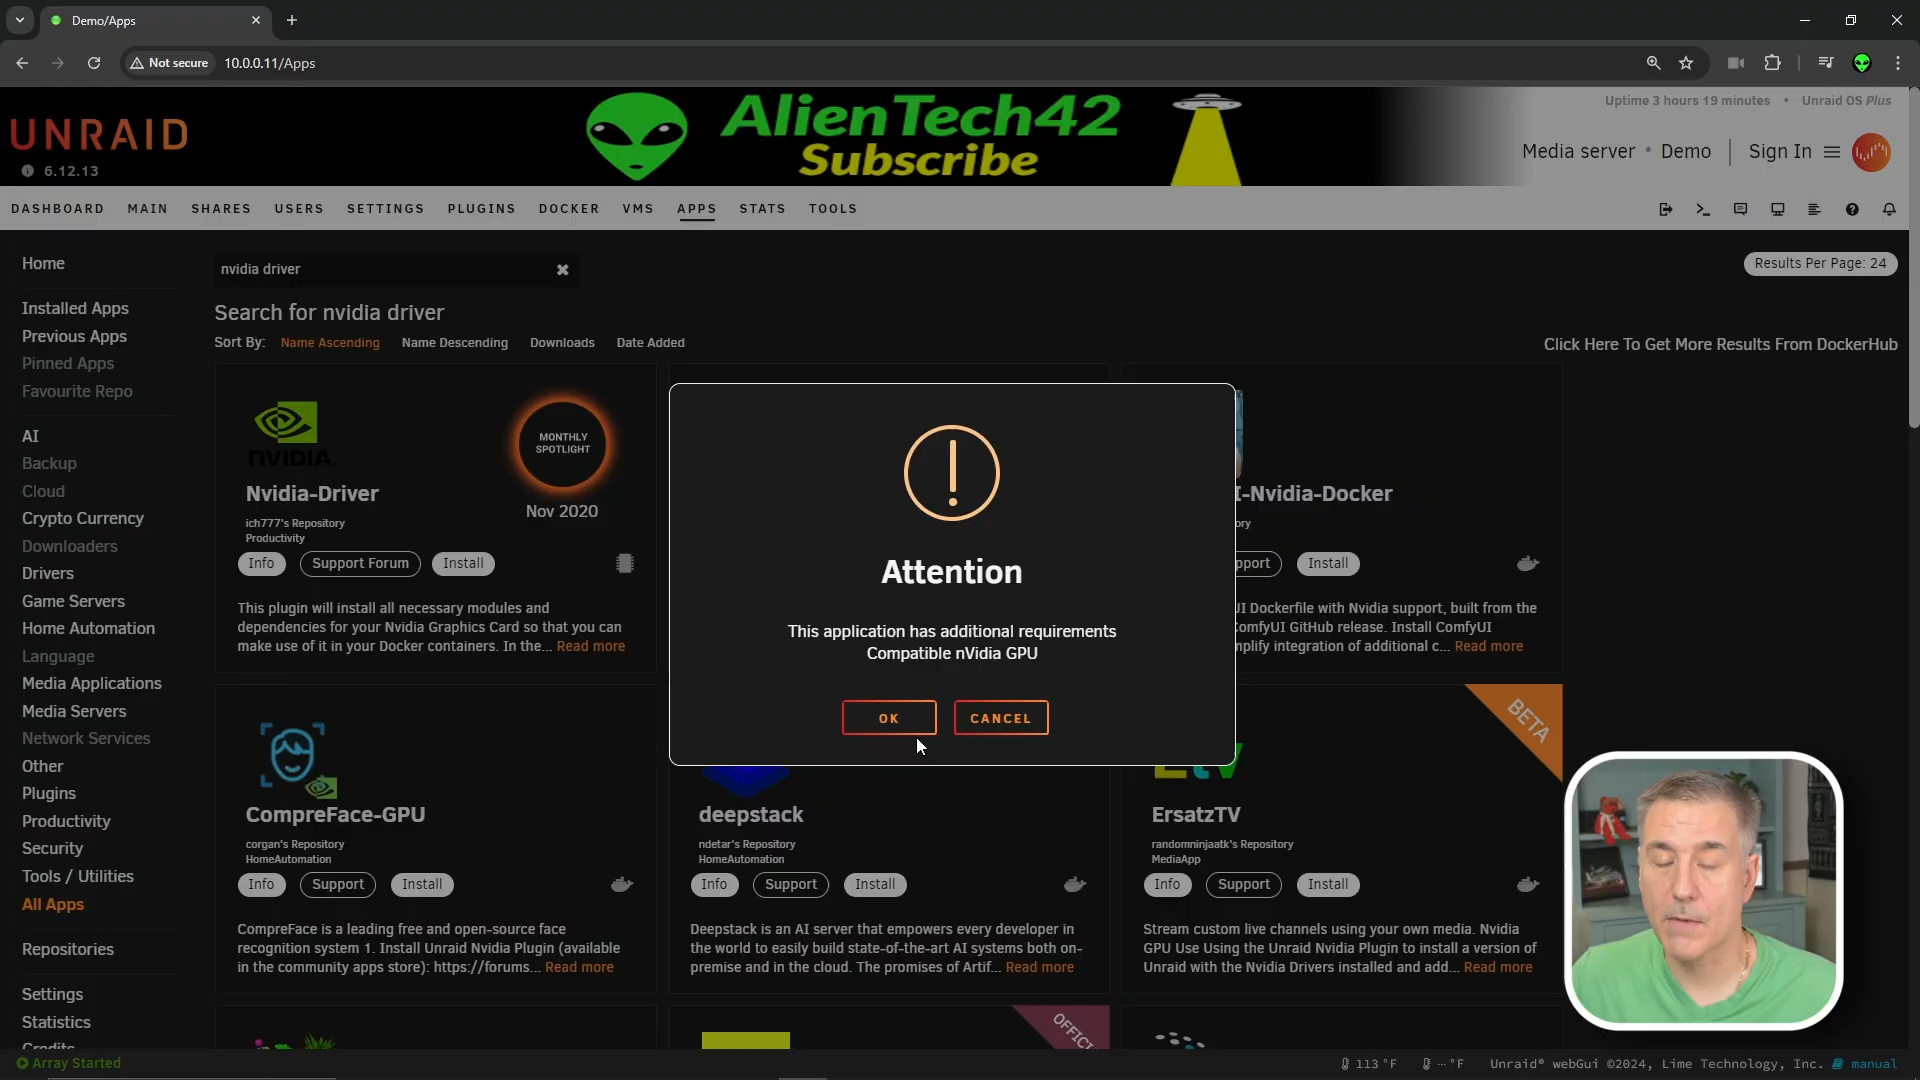 Demo/Apps
Not secure
10.0.0.11/Apps
UNRAID
6.12.13
AlienTech42
Subscribe
Uptime 3 hours 19 minutes • Unraid OS Plus
Media server • Demo
Sign In
DASHBOARD MAIN SHARES USERS SETTINGS PLUGINS DOCKER VMS APPS STATS TOOLS
Home
Installed Apps
Previous Apps
Pinned Apps
Favourite Repo
AI
Backup
Cloud
Crypto Currency
Downloaders
Drivers
Game Servers
Home Automation
Language
Media Applications
Media Servers
Network Services
Other
Plugins
Productivity
Security
Tools / Utilities
All Apps
Repositories
Settings
Statistics
Credits
nvidia driver
Results Per Page: 24
Search for nvidia driver
Sort By: Name Ascending Name Descending Downloads Date Added
Click Here To Get More Results From DockerHub
NVIDIA
MONTHLY
SPOTLIGHT
Nov 2020
Nvidia-Driver
ich777's Repository
Productivity
Info Support Forum Install
This plugin will install all necessary modules and
dependencies for your Nvidia Graphics Card so that you can
make use of it in your Docker containers. In the... Read more
Attention
This application has additional requirements
Compatible nVidia GPU
OK
CANCEL
I-Nvidia-Docker
ory
pport Install
UI Dockerfile with Nvidia support, built from the
ComfyUI GitHub release. Install ComfyUI
mplify integration of additional c... Read more
CompreFace-GPU
corgan's Repository
HomeAutomation
Info Support Install
CompreFace is a leading free and open-source face
recognition system 1. Install Unraid Nvidia Plugin (available
in the community apps store): https://forums... Read more
deepstack
ndetar's Repository
HomeAutomation
Info Support Install
Deepstack is an AI server that empowers every developer in
the world to easily build state-of-the-art AI systems both on-
premise and in the cloud. The promises of Artif... Read more
BETA
ErsatzTV
randomninjaatk's Repository
MediaApp
Info Support Install
Stream custom live channels using your own media. Nvidia
GPU Use Using the Unraid Nvidia Plugin to install a version of
Unraid with the Nvidia Drivers installed and add... Read more
Array Started
113 °F
-- °F
Unraid® webGui ©2024, Lime Technology, Inc.
manual